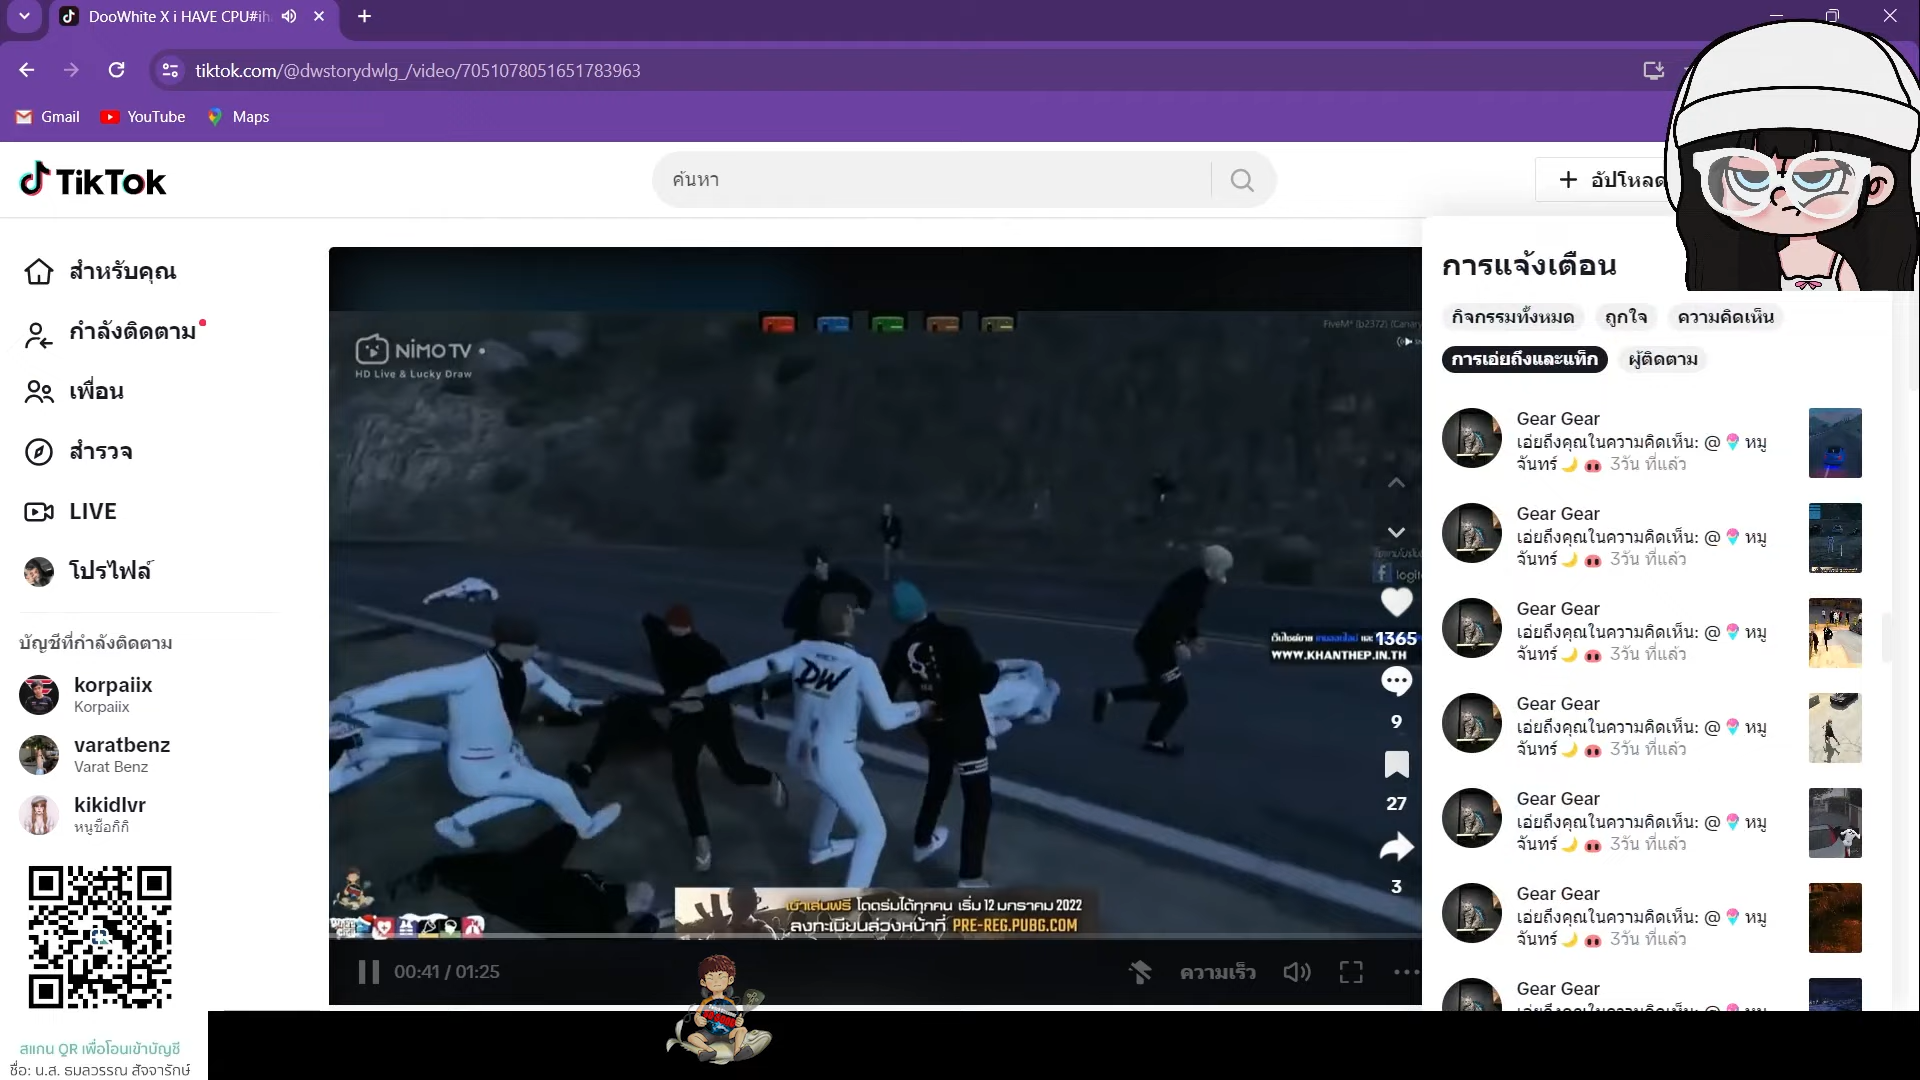 DooWhite X i HAVE CPU#ih
tiktok.com/@dwstorydwlg_/video/7051078051651783963
Gmail
YouTube
Maps
TikTok
ค้นหา
อัปโหลด
สำหรับคุณ
กำลังติดตาม
เพื่อน
สำรวจ
LIVE
โปรไฟล์
บัญชีที่กำลังติดตาม
korpaiix
Korpaiix
varatbenz
Varat Benz
kikidlvr
หนูชื่อกิกิ
สแกน QR เพื่อโอนเข้าบัญชี
ชื่อ: น.ส. ธมลวรรณ สัจจารักษ์
NIMO TV
HD Live & Lucky Draw
FiveM* (b2372) (Canary
DW
logit
1365
WWW.KHANTHEP.IN.TH
9
27
3
เข้าเล่นฟรี โดดร่มได้ทุกคน เริ่ม 12 มกราคม 2022
ลงทะเบียนล่วงหน้าที่ PRE-REG.PUBG.COM
00:41 / 01:25
ความเร็ว
การแจ้งเตือน
กิจกรรมทั้งหมด ถูกใจ ความคิดเห็น
การเอ่ยถึงและแท็ก ผู้ติดตาม
Gear Gear
เอ่ยถึงคุณในความคิดเห็น: @🍧 หมู
จันทร์🌙🐽 3วัน ที่แล้ว
Gear Gear
เอ่ยถึงคุณในความคิดเห็น: @🍧 หมู
จันทร์🌙🐽 3วัน ที่แล้ว
Gear Gear
เอ่ยถึงคุณในความคิดเห็น: @🍧 หมู
จันทร์🌙🐽 3วัน ที่แล้ว
Gear Gear
เอ่ยถึงคุณในความคิดเห็น: @🍧 หมู
จันทร์🌙🐽 3วัน ที่แล้ว
Gear Gear
เอ่ยถึงคุณในความคิดเห็น: @🍧 หมู
จันทร์🌙🐽 3วัน ที่แล้ว
Gear Gear
เอ่ยถึงคุณในความคิดเห็น: @🍧 หมู
จันทร์🌙🐽 3วัน ที่แล้ว
Gear Gear